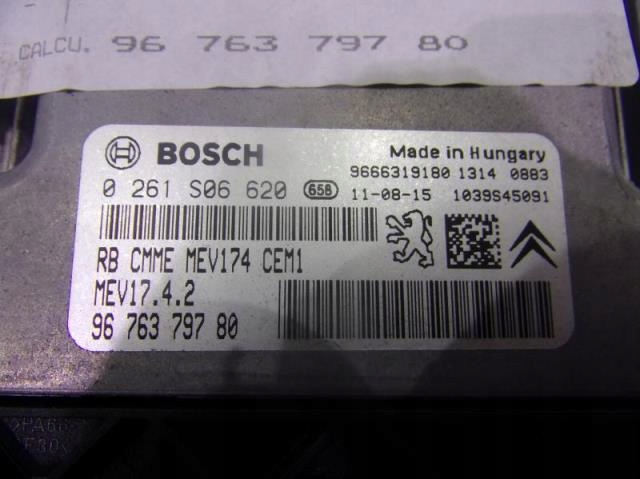 CALCU. 96 763 797 80
BOSCH
Made in Hungary
9666319180 1314 0883
0 261 S06 620 658 11-08-15 1039S45091
RB CMME MEV174 CEM1
MEV17.4.2
96 763 797 80